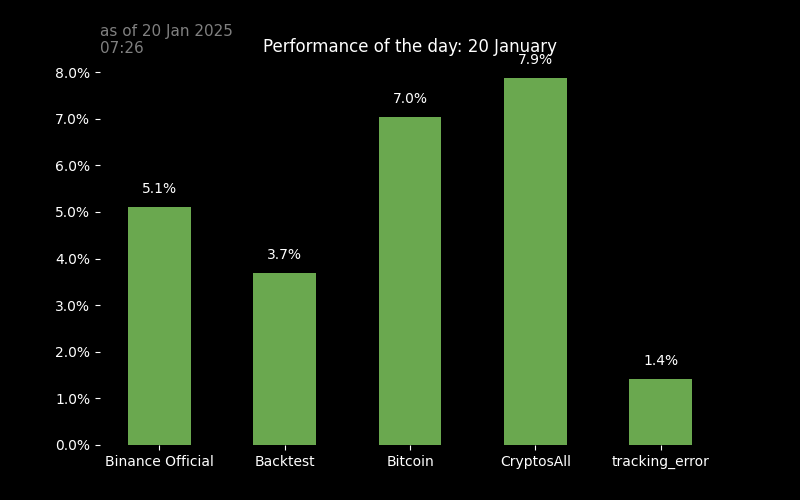 as of 20 Jan 2025
07:26
Performance of the day: 20 January
8.0%
7.0%
6.0%
5.0%
4.0%
3.0%
2.0%
1.0%
0.0%
5.1%
3.7%
7.0%
7.9%
1.4%
Binance Official
Backtest
Bitcoin
CryptosAll
tracking_error